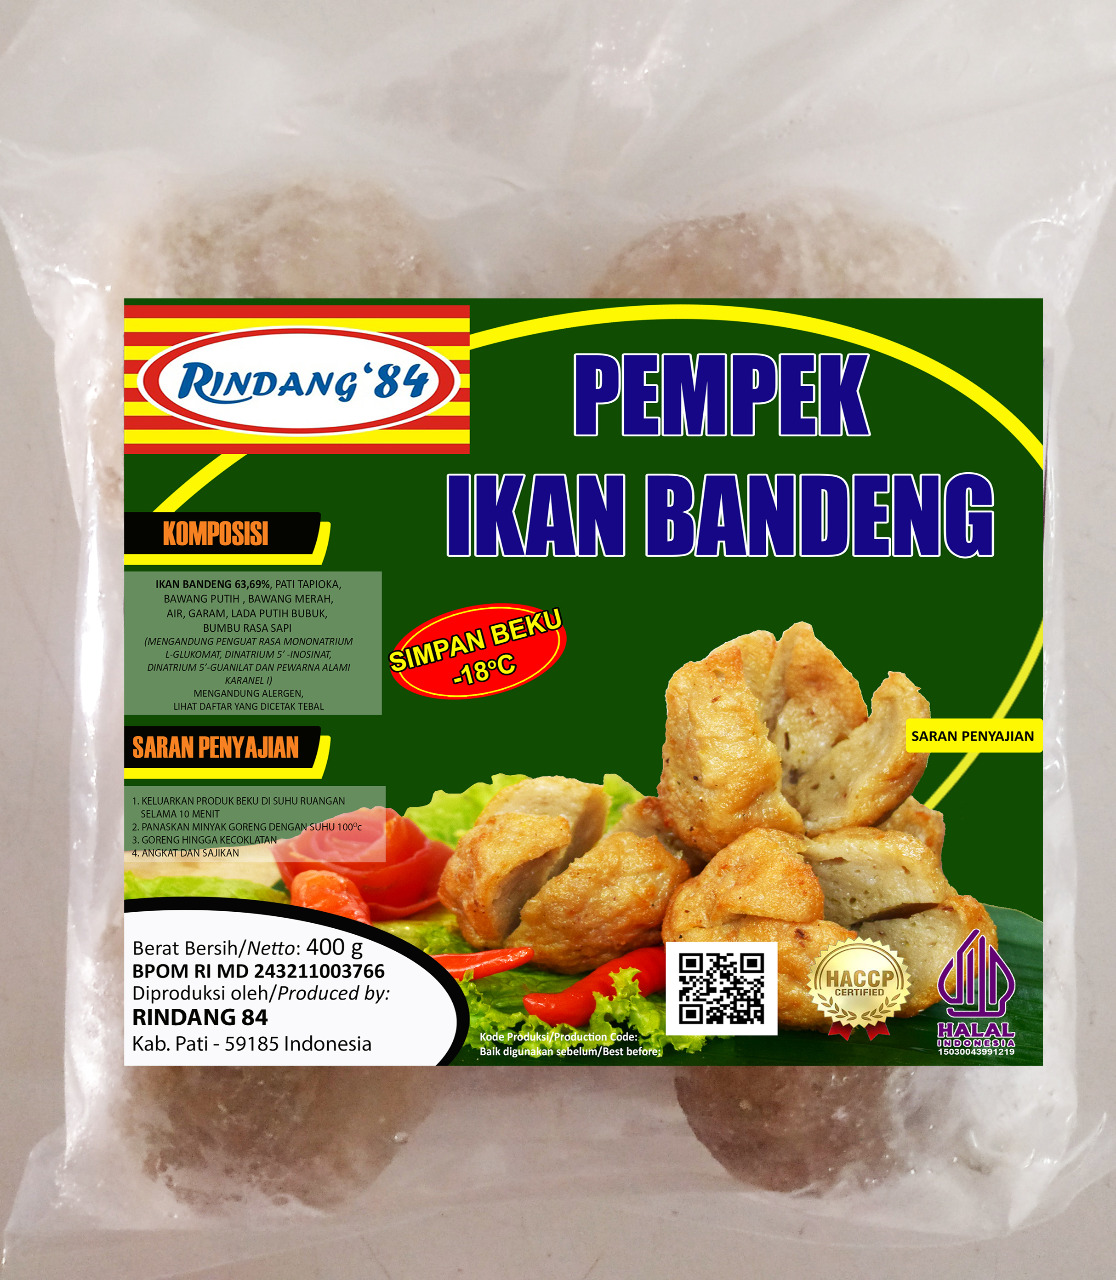 RINDANG '84
PEMPEK
IKAN BANDENG
KOMPOSISI
IKAN BANDENG 63,69%, PATI TAPIOKA,
BAWANG PUTIH , BAWANG MERAH,
AIR, GARAM, LADA PUTIH BUBUK,
BUMBU RASA SAPI
(MENGANDUNG PENGUAT RASA MONONATRIUM
L-GLUKOMAT, DINATRIUM 5' -INOSINAT,
DINATRIUM 5'-GUANILAT DAN PEWARNA ALAMI
KARANEL I)
MENGANDUNG ALERGEN,
LIHAT DAFTAR YANG DICETAK TEBAL
SIMPAN BEKU
-18°C
SARAN PENYAJIAN
SARAN PENYAJIAN
1. KELUARKAN PRODUK BEKU DI SUHU RUANGAN
SELAMA 10 MENIT
2. PANASKAN MINYAK GORENG DENGAN SUHU 100°c
3. GORENG HINGGA KECOKLATAN
4. ANGKAT DAN SAJIKAN
Berat Bersih/Netto: 400 g
BPOM RI MD 243211003766
Diproduksi oleh/Produced by:
RINDANG 84
Kab. Pati - 59185 Indonesia
Kode Produksi/Production Code:
Baik digunakan sebelum/Best before:
HACCP
CERTIFIED
HALAL
INDONESIA
15030043991219